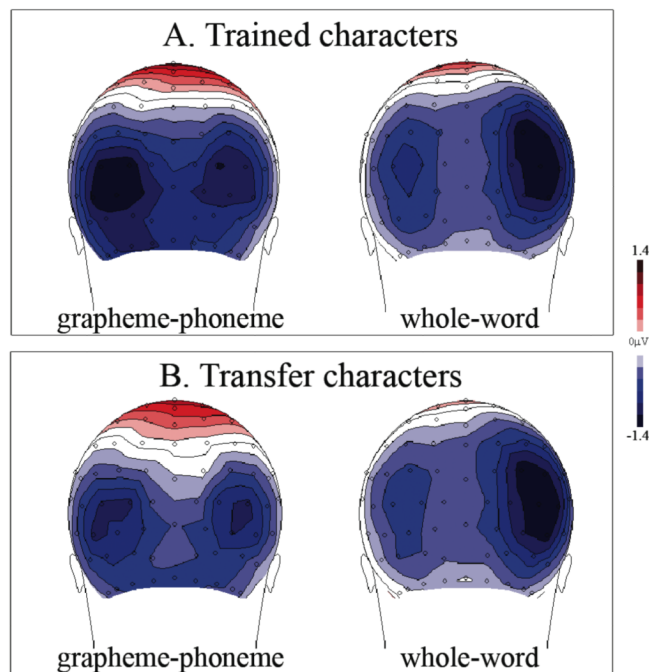 A. Trained characters
grapheme-phoneme
whole-word
1.4
0μV
-1.4
B. Transfer characters
grapheme-phoneme
whole-word